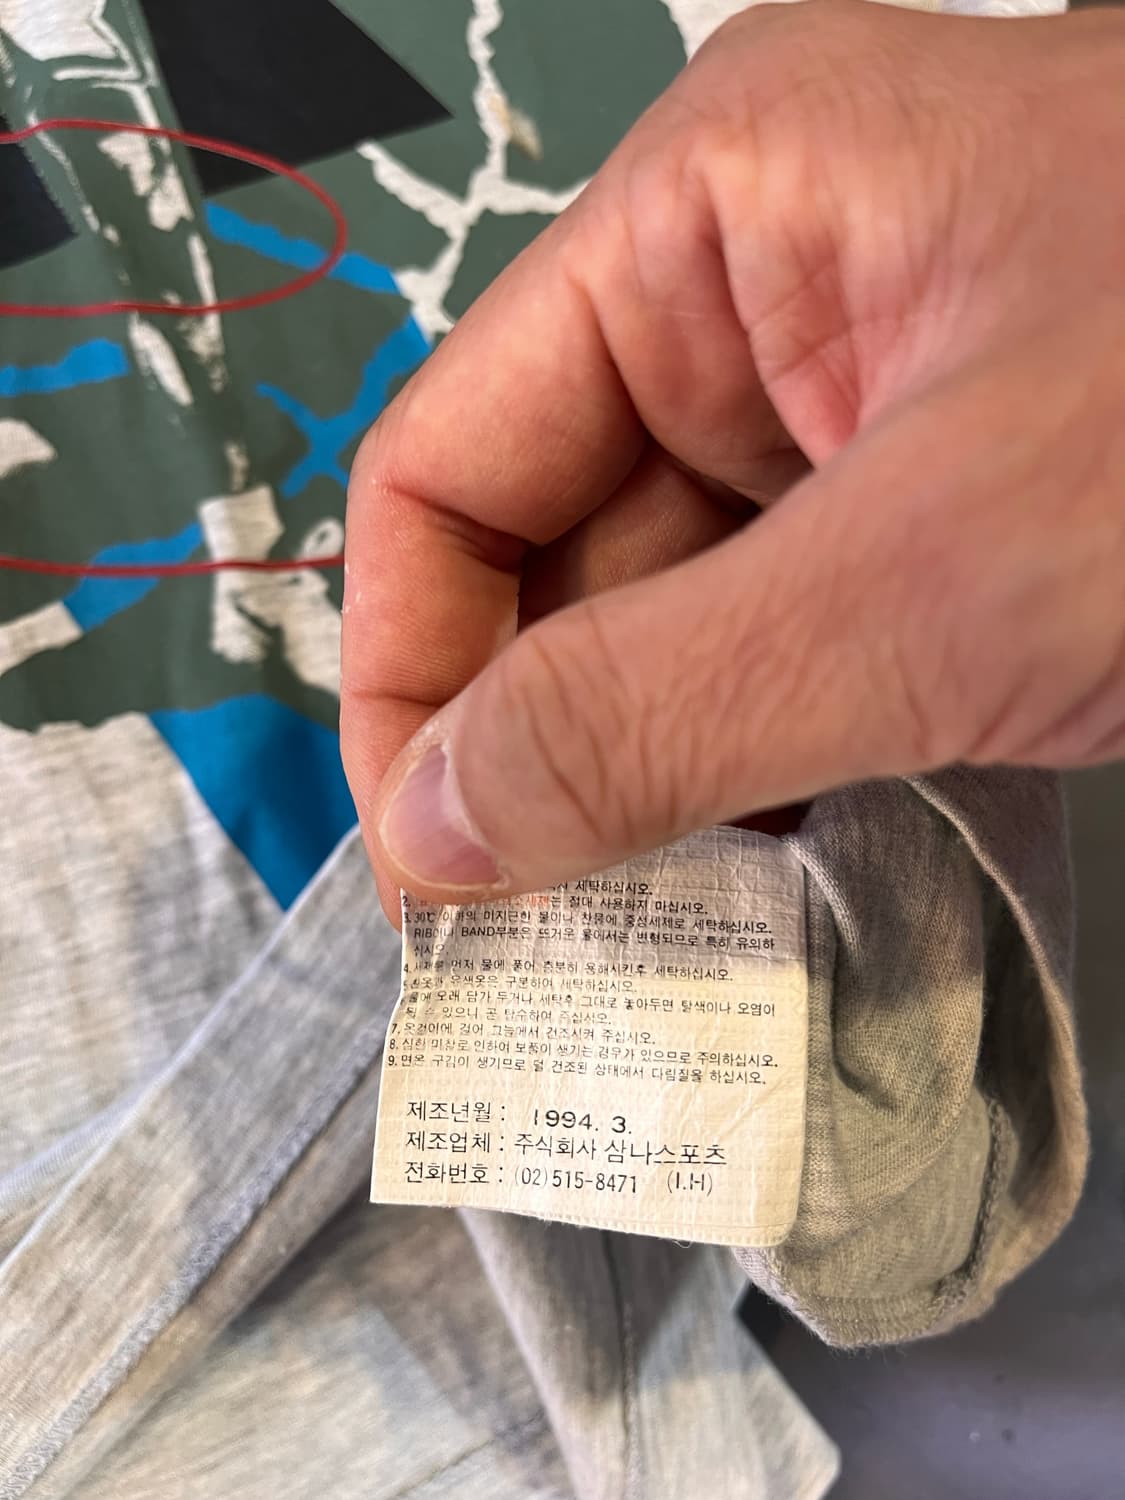 세탁하십시오.
2. 는 절대 사용하지 마십시오.
3. 30℃ 이하의 미지근한 물이나 찬물에 중성세제로 세탁하십시오.
RIB이나 BAND부분은 뜨거운 물에서는 변형되므로 특히 유의하
십시오.
4. 먼저 물에 풀어 충분히 용해시킨후 세탁하십시오.
유색옷은 구분하여 세탁하십시오.
물에 오래 담가 두거나 세탁후 그대로 놓아두면 탈색이나 오염이
될 수 있으니 곧 탈수하여 주십시오.
7. 옷걸이에 걸어 그늘에서 건조시켜 주십시오.
8. 심한 마찰로 인하여 보풀이 생기는 경우가 있으므로 주의하십시오.
9. 면은 구김이 생기므로 덜 건조된 상태에서 다림질을 하십시오.
제조년월 : 1994. 3.
제조업체 : 주식회사 삼나스포츠
전화번호 : (02)515-8471 (I.H)